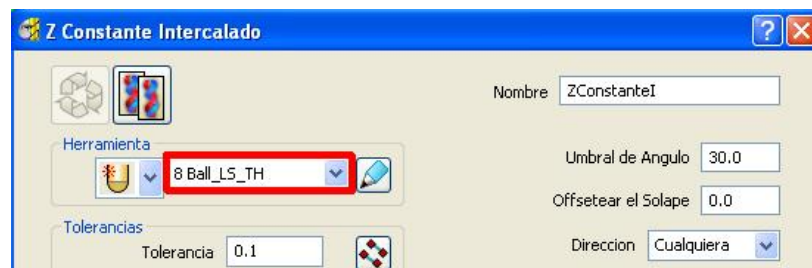 Z Constante Intercalado
Nombre ZConstanteI
Herramienta
8 Ball_LS_TH
Umbral de Angulo 30.0
Offsetear el Solape 0.0
Tolerancias
Tolerancia 0.1
Direccion Cualquiera